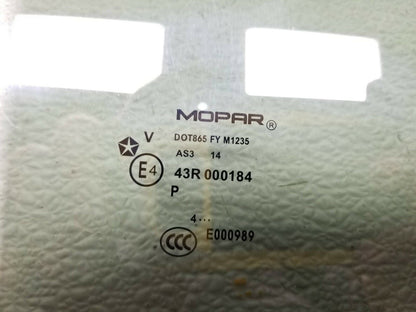 MOPAR®
V DOT865 FY M1235
AS3 14
E4 43R 000184
P
4...
CCC E000989